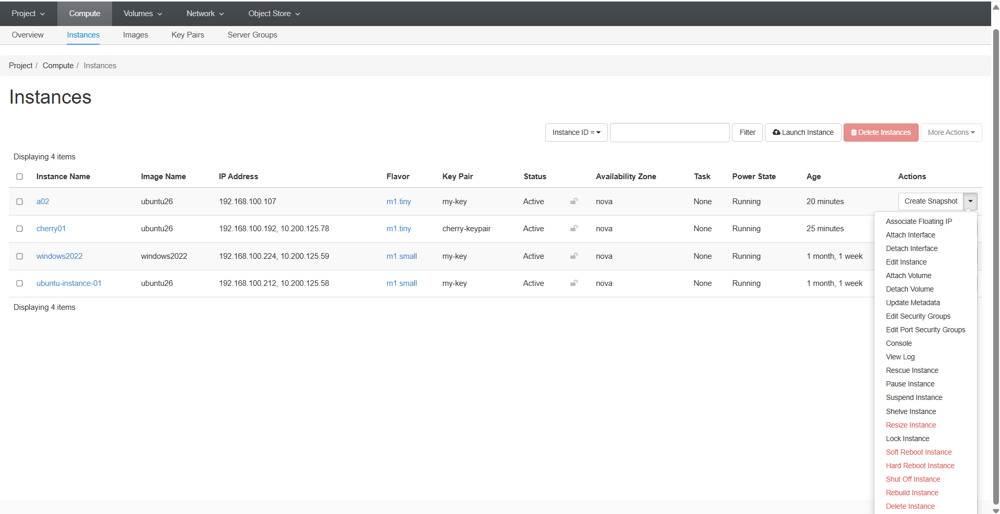 Project Compute Volumes Network Object Store
Overview Instances Images Key Pairs Server Groups
Project / Compute / Instances
Instances
Instance ID = Filter Launch Instance Delete Instances More Actions
Displaying 4 items
Instance Name Image Name IP Address Flavor Key Pair Status Availability Zone Task Power State Age Actions
a02 ubuntu26 192.168.100.107 m1.tiny my-key Active nova None Running 20 minutes Create Snapshot
cherry01 ubuntu26 192.168.100.192, 10.200.125.78 m1.tiny cherry-keypair Active nova None Running 25 minutes
windows2022 windows2022 192.168.100.224, 10.200.125.59 m1.small my-key Active nova None Running 1 month, 1 week
ubuntu-instance-01 ubuntu26 192.168.100.212, 10.200.125.58 m1.small my-key Active nova None Running 1 month, 1 week
Displaying 4 items
Associate Floating IP
Attach Interface
Detach Interface
Edit Instance
Attach Volume
Detach Volume
Update Metadata
Edit Security Groups
Edit Port Security Groups
Console
View Log
Rescue Instance
Pause Instance
Suspend Instance
Shelve Instance
Resize Instance
Lock Instance
Soft Reboot Instance
Hard Reboot Instance
Shut Off Instance
Rebuild Instance
Delete Instance